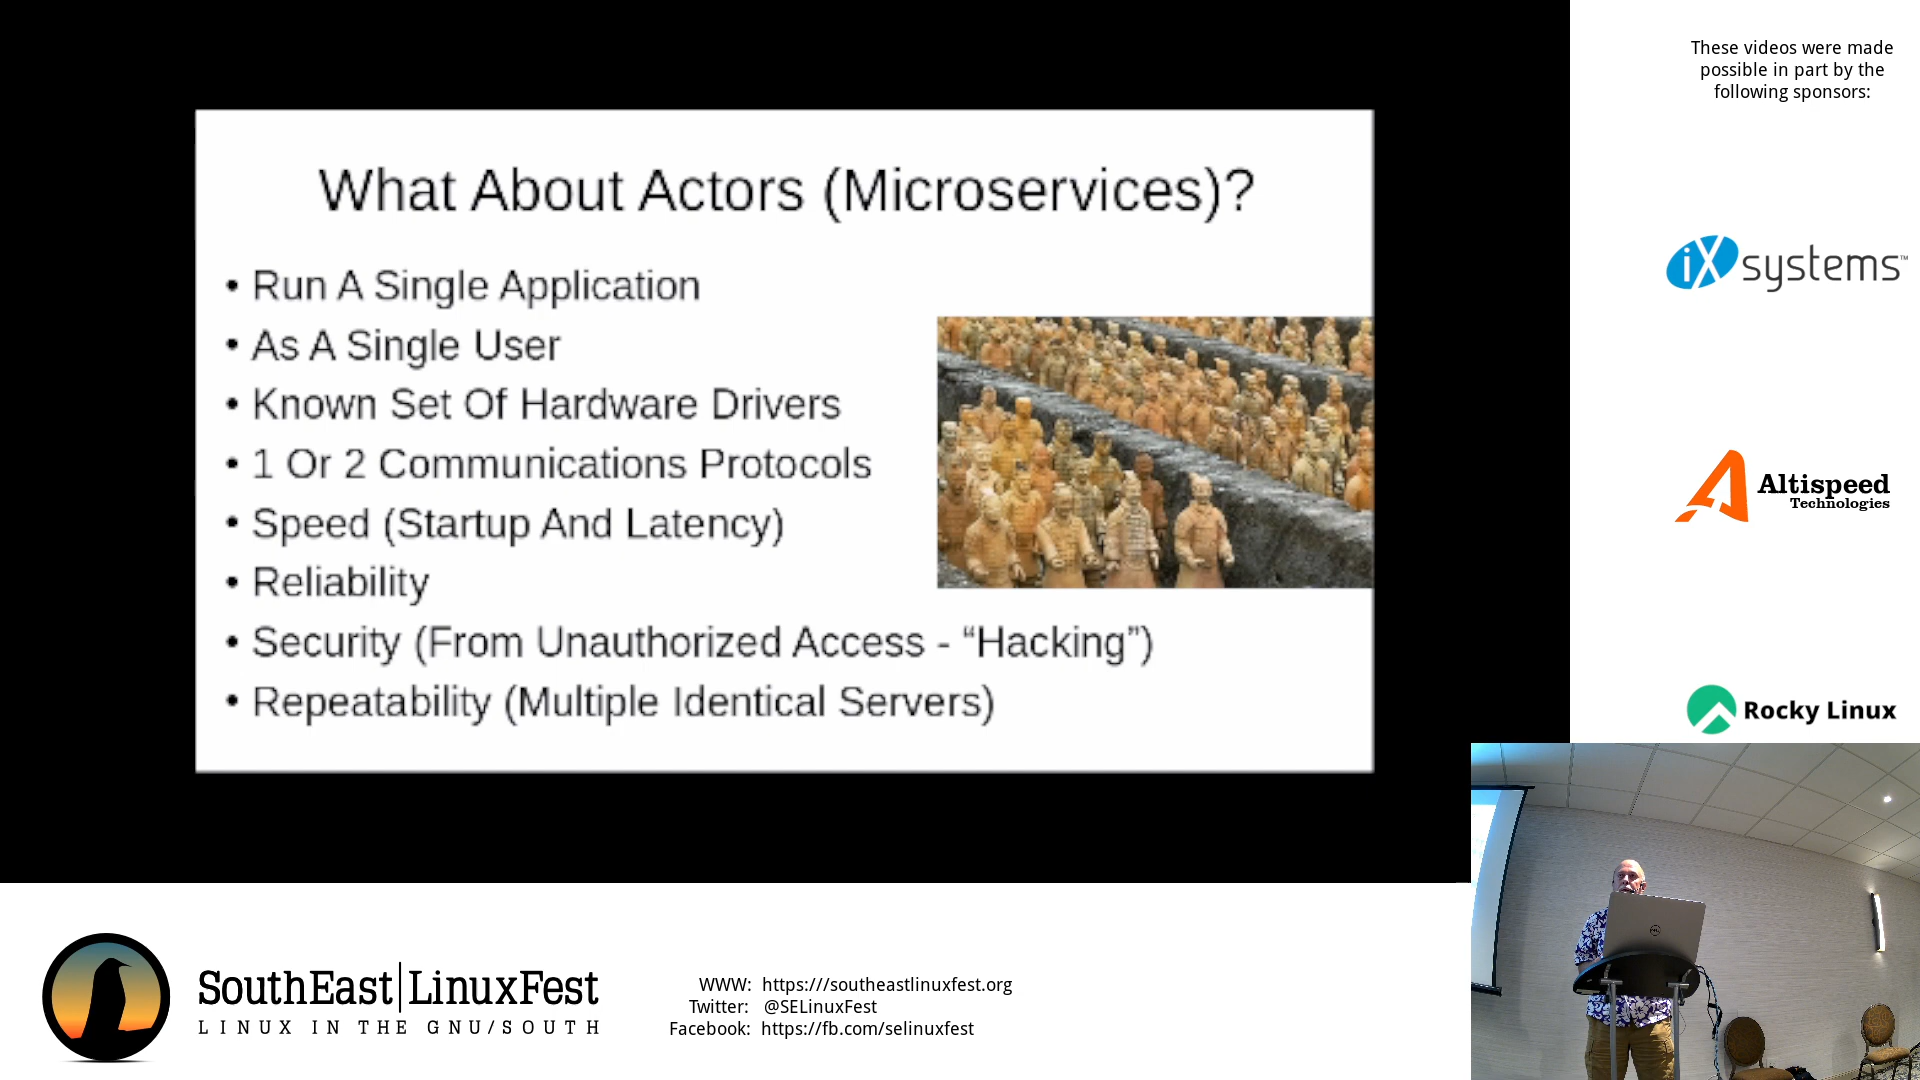 What About Actors (Microservices)?
• Run A Single Application
• As A Single User
• Known Set Of Hardware Drivers
• 1 Or 2 Communications Protocols
• Speed (Startup And Latency)
• Reliability
• Security (From Unauthorized Access - “Hacking”)
• Repeatability (Multiple Identical Servers)
These videos were made
possible in part by the
following sponsors:
iXsystems™
Altispeed
Technologies
Rocky Linux
SouthEast|LinuxFest
LINUX IN THE GNU/SOUTH
WWW: https:///southeastlinuxfest.org
Twitter: @SELinuxFest
Facebook: https://fb.com/selinuxfest
DELL